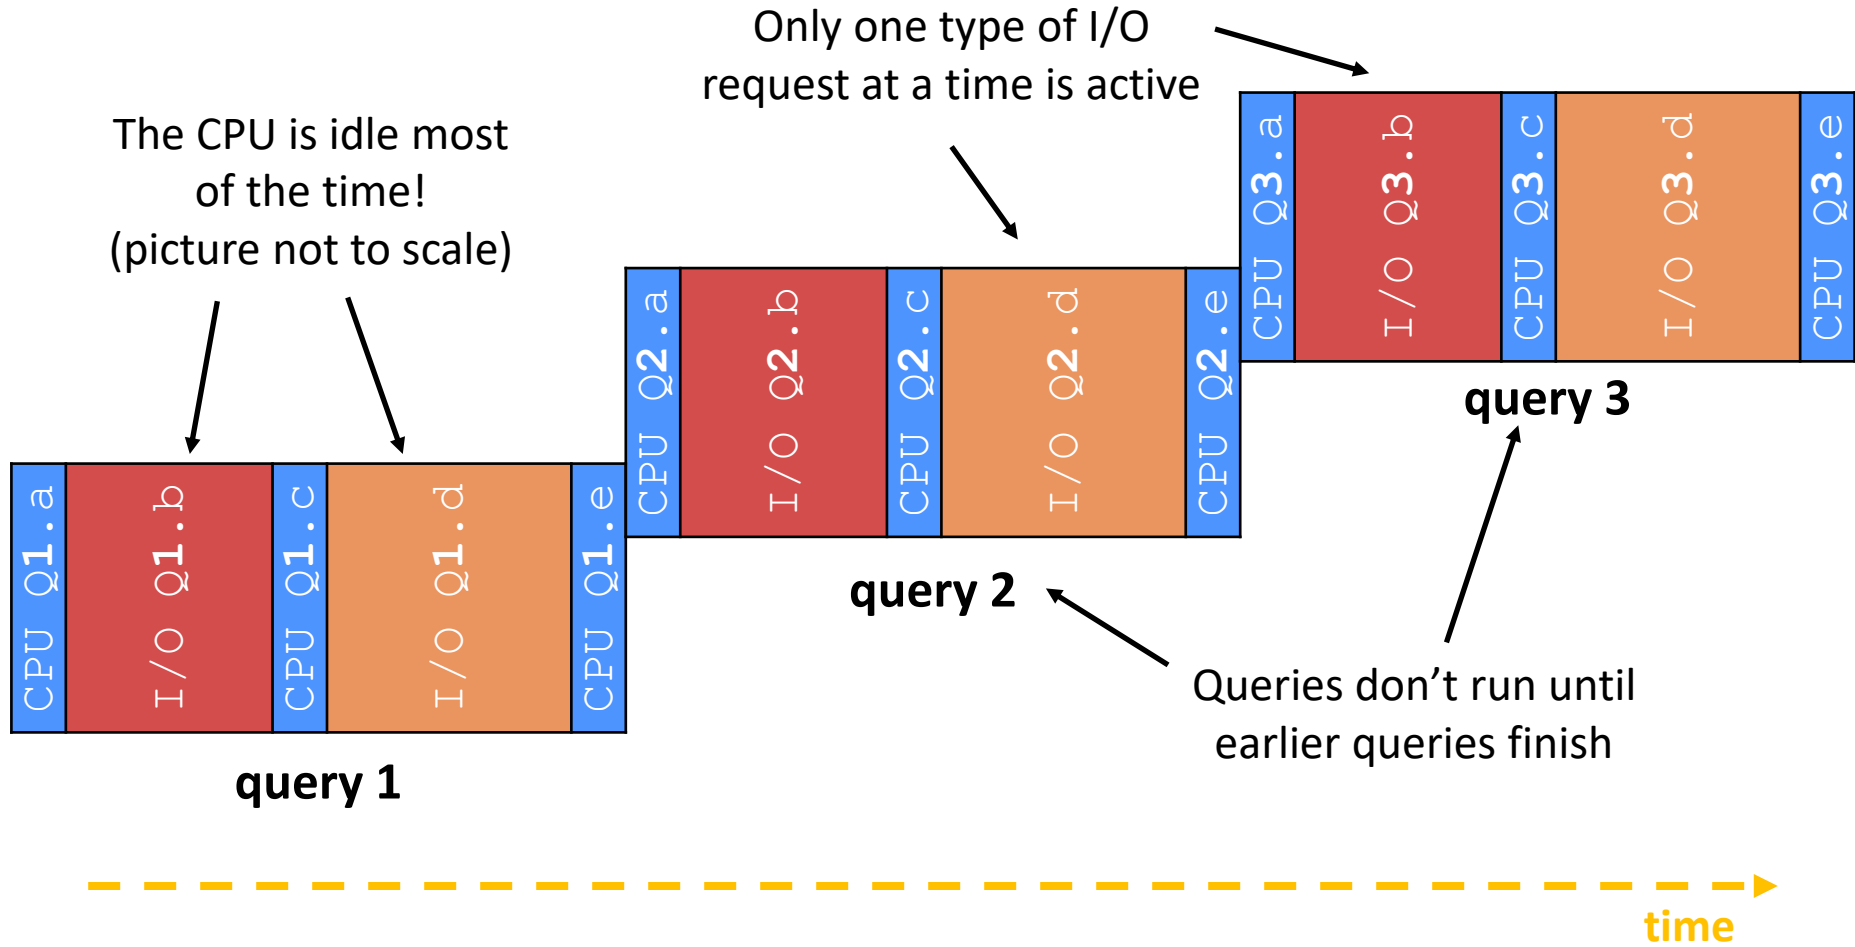 Only one type of I/O
request at a time is active
The CPU is idle most
of the time!
(picture not to scale)
CPU Q3.a
I/O Q3.b
CPU Q3.c
I/O Q3.d
CPU Q3.e
query 3
CPU Q2.a
I/O Q2.b
CPU Q2.c
I/O Q2.d
CPU Q2.e
query 2
CPU Q1.a
I/O Q1.b
CPU Q1.c
I/O Q1.d
CPU Q1.e
query 1
Queries don’t run until
earlier queries finish
time